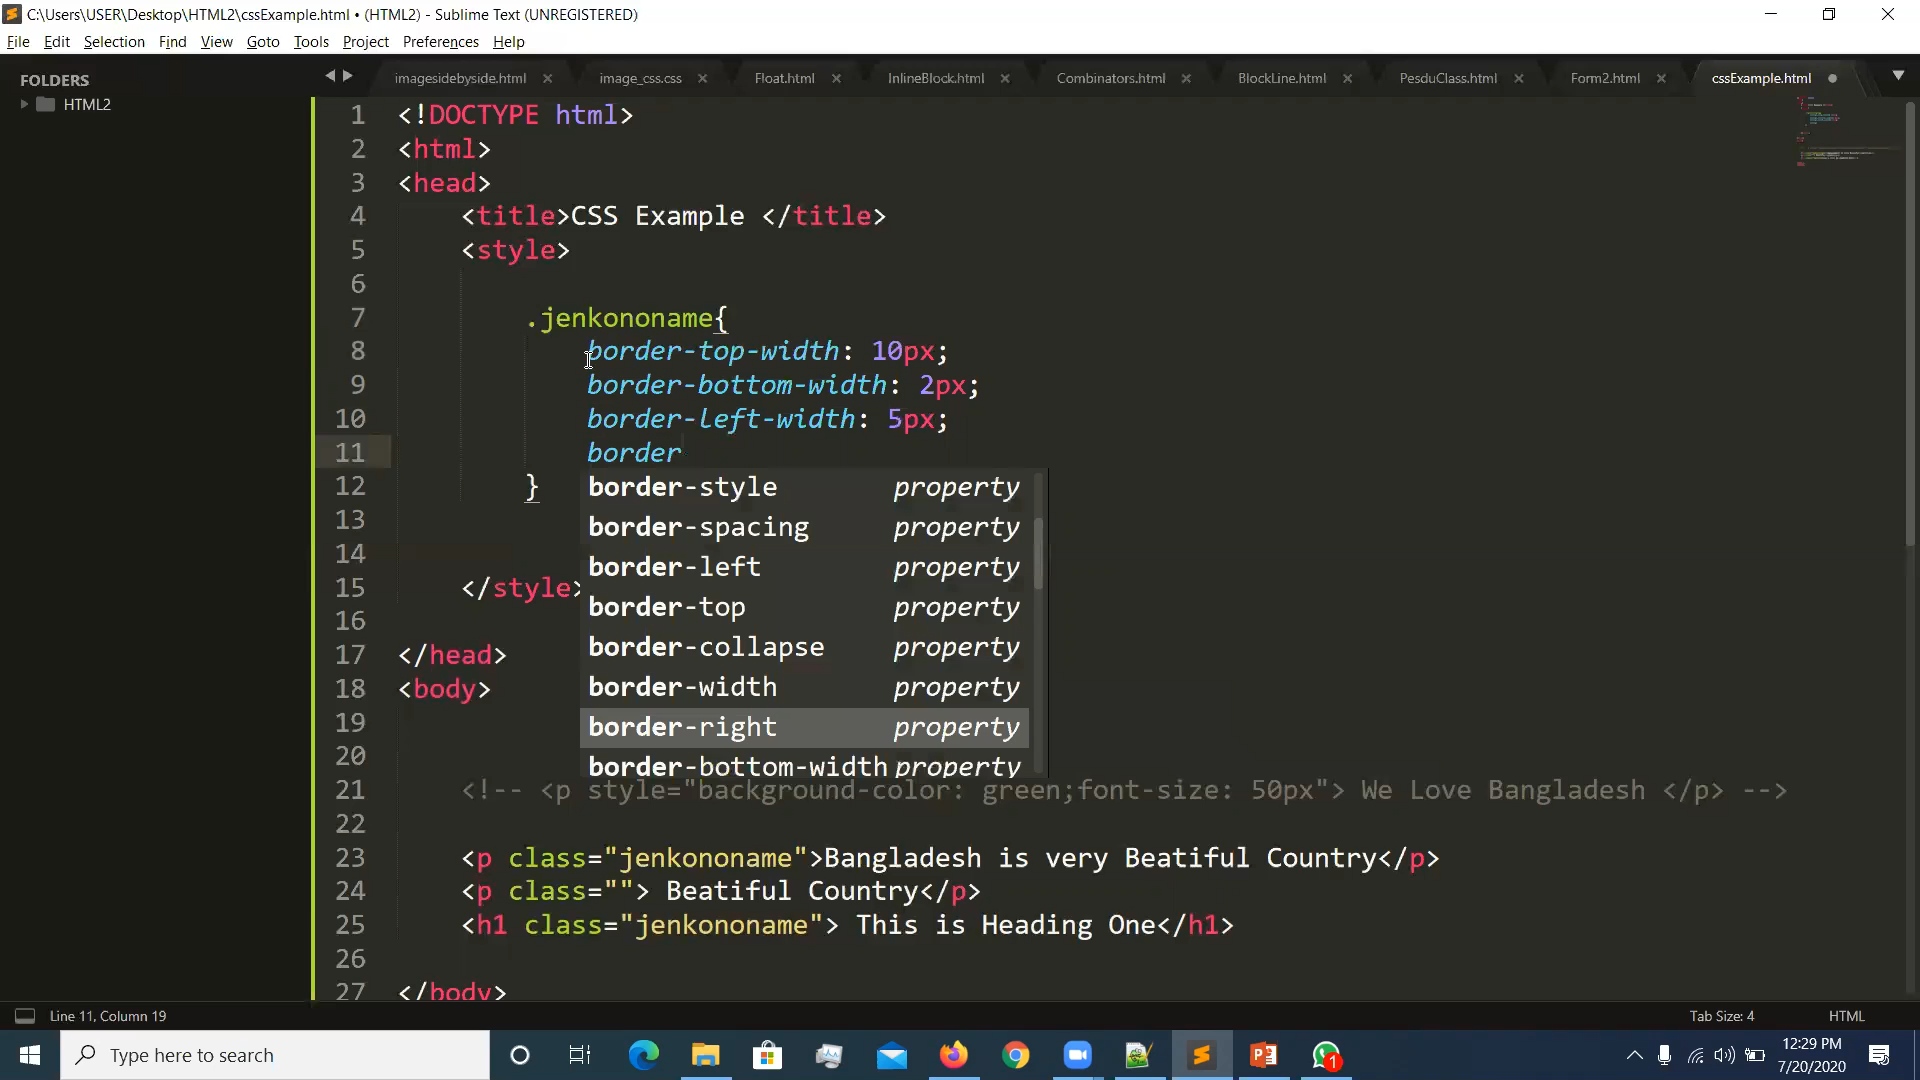 C:\Users\USER\Desktop\HTML2\cssExample.html • (HTML2) - Sublime Text (UNREGISTERED)
File Edit Selection Find View Goto Tools Project Preferences Help
FOLDERS
HTML2
imagesidebyside.html × image_css.css × Float.html × InlineBlock.html × Combinators.html × BlockLine.html × PesduClass.html × Form2.html × cssExample.html
1 <!DOCTYPE html>
2 <html>
3 <head>
4 <title>CSS Example </title>
5 <style>
6
7 .jenkononame{
8 border-top-width: 10px;
9 border-bottom-width: 2px;
10 border-left-width: 5px;
11 border
12 }
border-style property
13
border-spacing property
14
border-left property
15 </style>
border-top property
16
border-collapse property
17 </head>
border-width property
18 <body>
border-right property
19
border-bottom-width property
20
21 <!-- <p style="background-color: green;font-size: 50px"> We Love Bangladesh </p> -->
22
23 <p class="jenkononame">Bangladesh is very Beatiful Country</p>
24 <p class=""> Beatiful Country</p>
25 <h1 class="jenkononame"> This is Heading One</h1>
26
27 </body>
Line 11, Column 19
Tab Size: 4 HTML
Type here to search
1
12:29 PM
7/20/2020